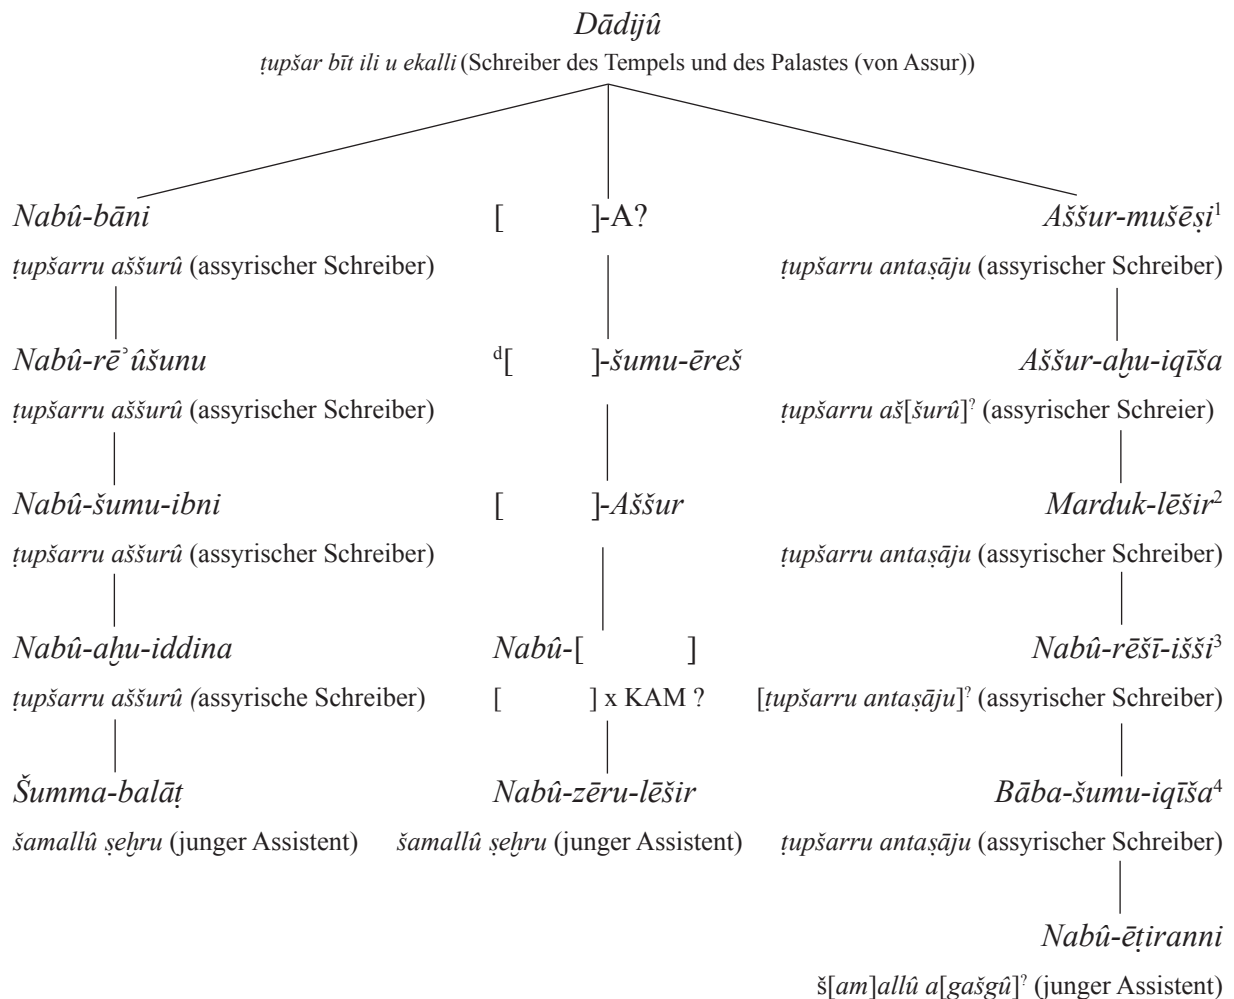 Dādijû
ṭupšar bīt ili u ekalli (Schreiber des Tempels und des Palastes (von Assur))
Nabû-bāni [ ]-A? Aššur-mušēṣi¹
ṭupšarru aššurû (assyrischer Schreiber) ṭupšarru antaṣāju (assyrischer Schreiber)
Nabû-rēʾûšunu ᵈ[ ]-šumu-ēreš Aššur-aḫu-iqīša
ṭupšarru aššurû (assyrischer Schreiber) ṭupšarru aš[šurû]? (assyrischer Schreier)
Nabû-šumu-ibni [ ]-Aššur Marduk-lēšir²
ṭupšarru aššurû (assyrischer Schreiber) ṭupšarru antaṣāju (assyrischer Schreiber)
Nabû-aḫu-iddina Nabû-[ ] Nabû-rēšī-išši³
ṭupšarru aššurû (assyrische Schreiber) [ ] x KAM ? [ṭupšarru antaṣāju]? (assyrischer Schreiber)
Šumma-balāṭ Nabû-zēru-lēšir Bāba-šumu-iqīša⁴
šamallû ṣeḫru (junger Assistent) šamallû ṣeḫru (junger Assistent) ṭupšarru antaṣāju (assyrischer Schreiber)
Nabû-ēṭiranni
š[am]allû a[gašgû]? (junger Assistent)